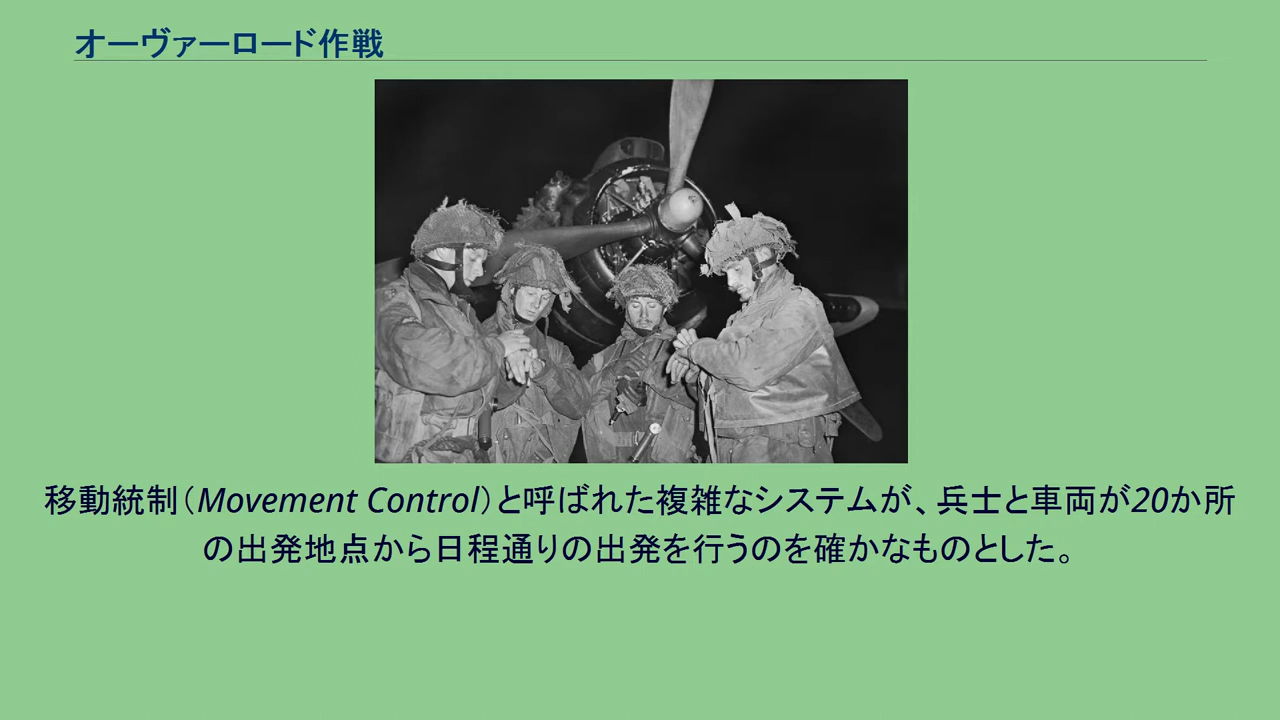 オーヴァーロード作戦
移動統制（Movement Control）と呼ばれた複雑なシステムが、兵士と車両が20か所
の出発地点から日程通りの出発を行うのを確かなものとした。